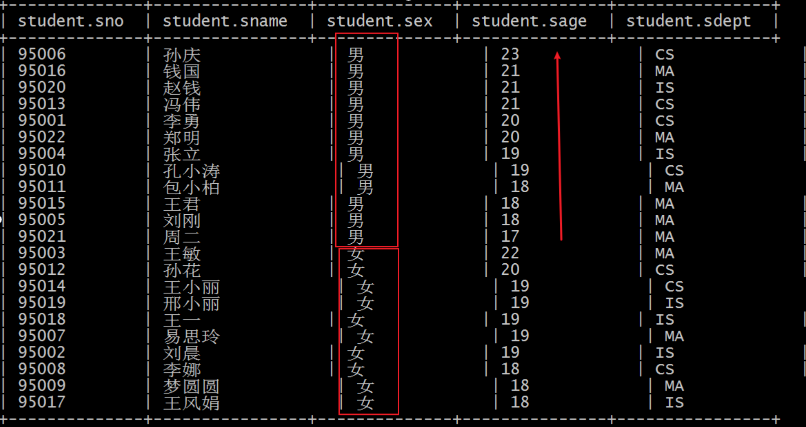 student.sno | student.sname | student.sex | student.sage | student.sdept |
95006 | 孙庆 | 男 | 23 | CS
95016 | 钱国 | 男 | 21 | MA
95020 | 赵钱 | 男 | 21 | IS
95013 | 冯伟 | 男 | 21 | CS
95001 | 李勇 | 男 | 20 | CS
95022 | 郑明 | 男 | 20 | MA
95004 | 张立 | 男 | 19 | IS
95010 | 孔小涛 | 男 | 19 | CS
95011 | 包小柏 | 男 | 18 | MA
95015 | 王君 | 男 | 18 | MA
95005 | 刘刚 | 男 | 18 | MA
95021 | 周二 | 男 | 17 | MA
95003 | 王敏 | 女 | 22 | MA
95012 | 孙花 | 女 | 20 | CS
95014 | 王小丽 | 女 | 19 | CS
95019 | 邢小丽 | 女 | 19 | IS
95018 | 王一 | 女 | 19 | IS
95007 | 易思玲 | 女 | 19 | MA
95002 | 刘晨 | 女 | 19 | IS
95008 | 李娜 | 女 | 18 | CS
95009 | 梦圆圆 | 女 | 18 | MA
95017 | 王风娟 | 女 | 18 | IS